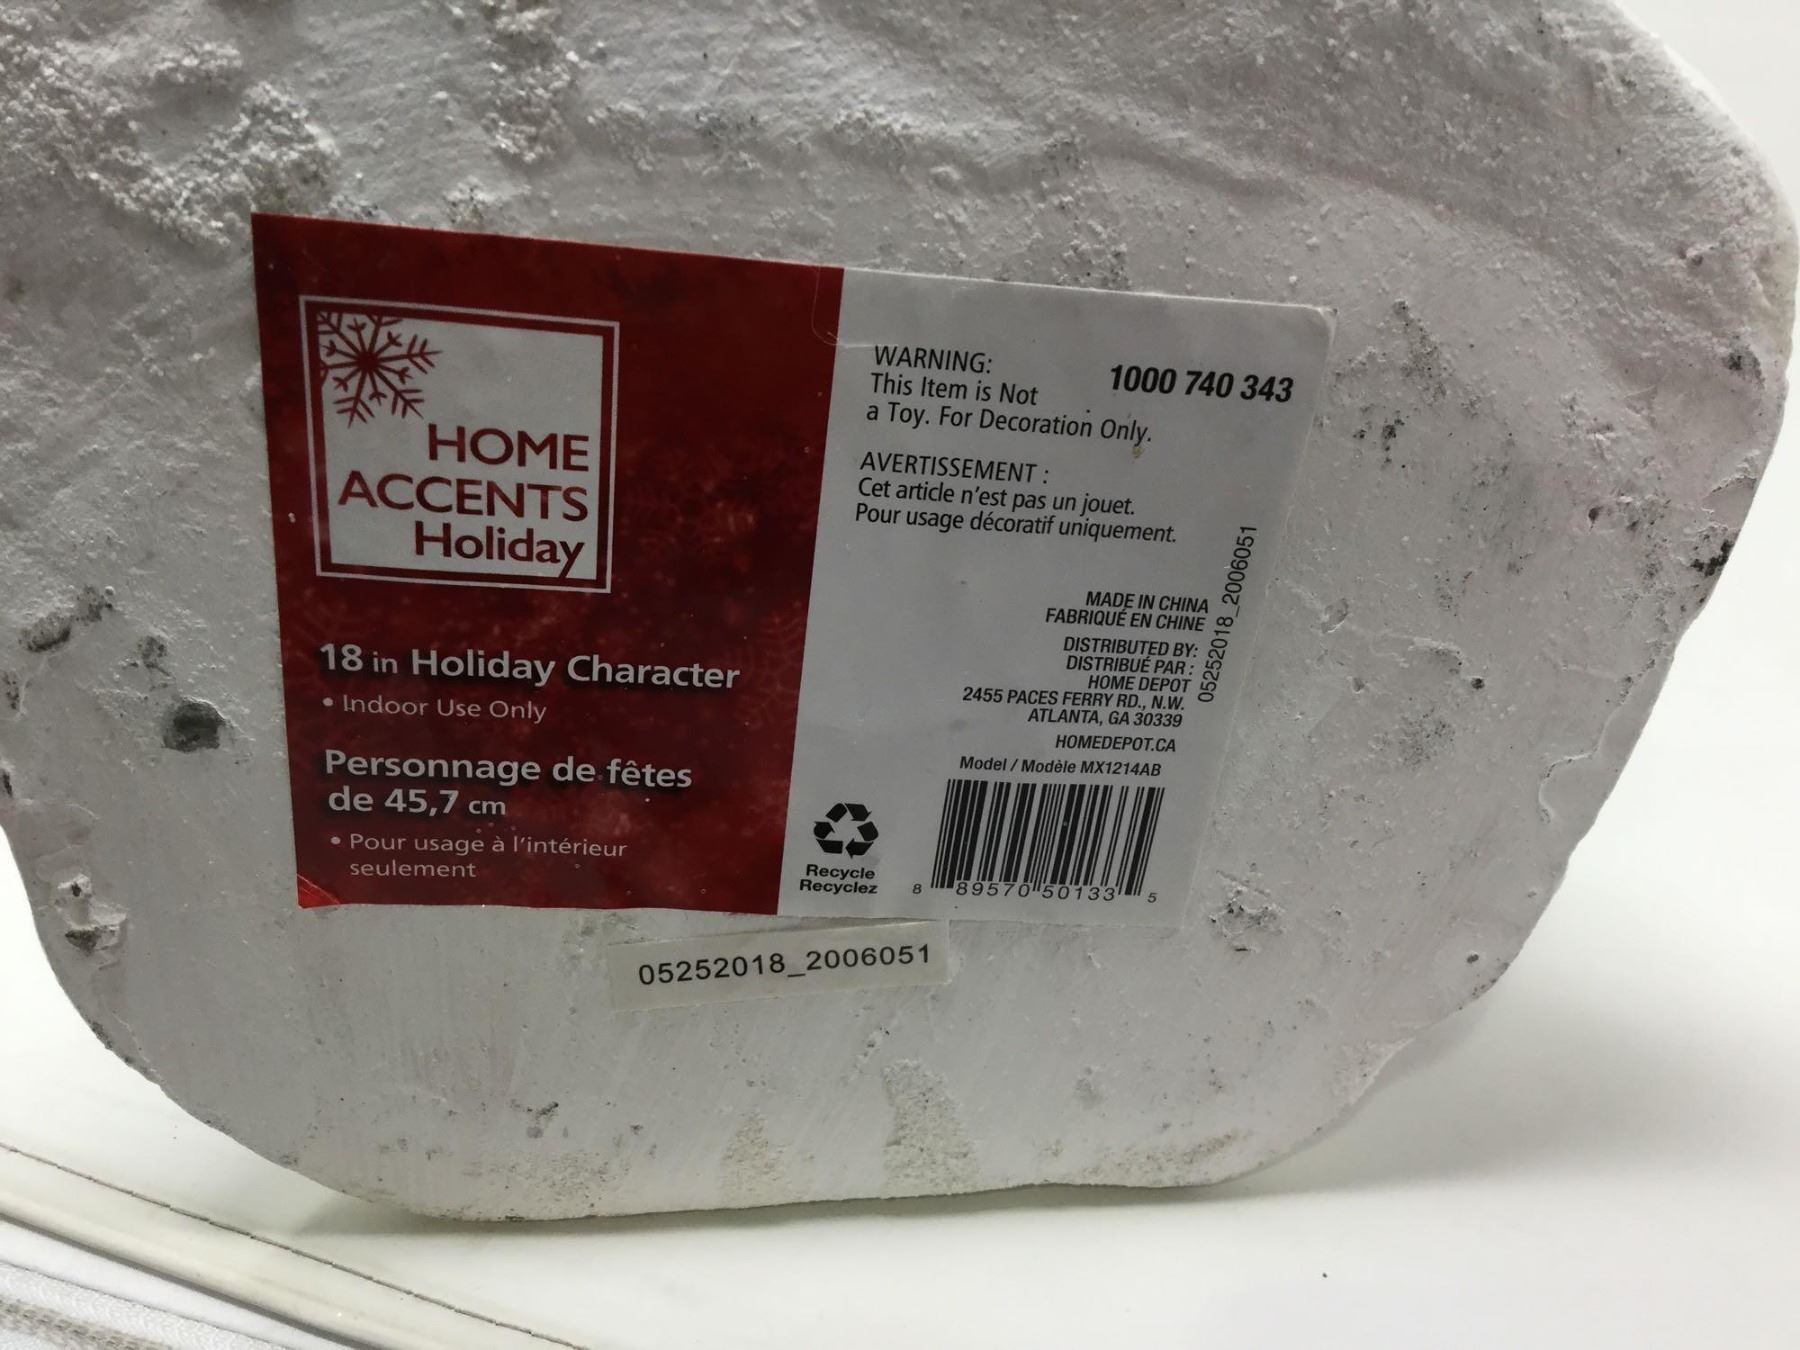 HOME
ACCENTS
Holiday
18 in Holiday Character
• Indoor Use Only
Personnage de fêtes
de 45,7 cm
• Pour usage à l'intérieur
seulement
WARNING:
This Item is Not
a Toy. For Decoration Only.
1000 740 343
AVERTISSEMENT :
Cet article n'est pas un jouet.
Pour usage décoratif uniquement.
MADE IN CHINA
FABRIQUÉ EN CHINE
DISTRIBUTED BY:
DISTRIBUÉ PAR :
HOME DEPOT
2455 PACES FERRY RD., N.W.
ATLANTA, GA 30339
HOMEDEPOT.CA
05252018_2006051
Model / Modèle MX1214AB
Recycle
Recyclez
8 89570 50133 5
05252018_2006051